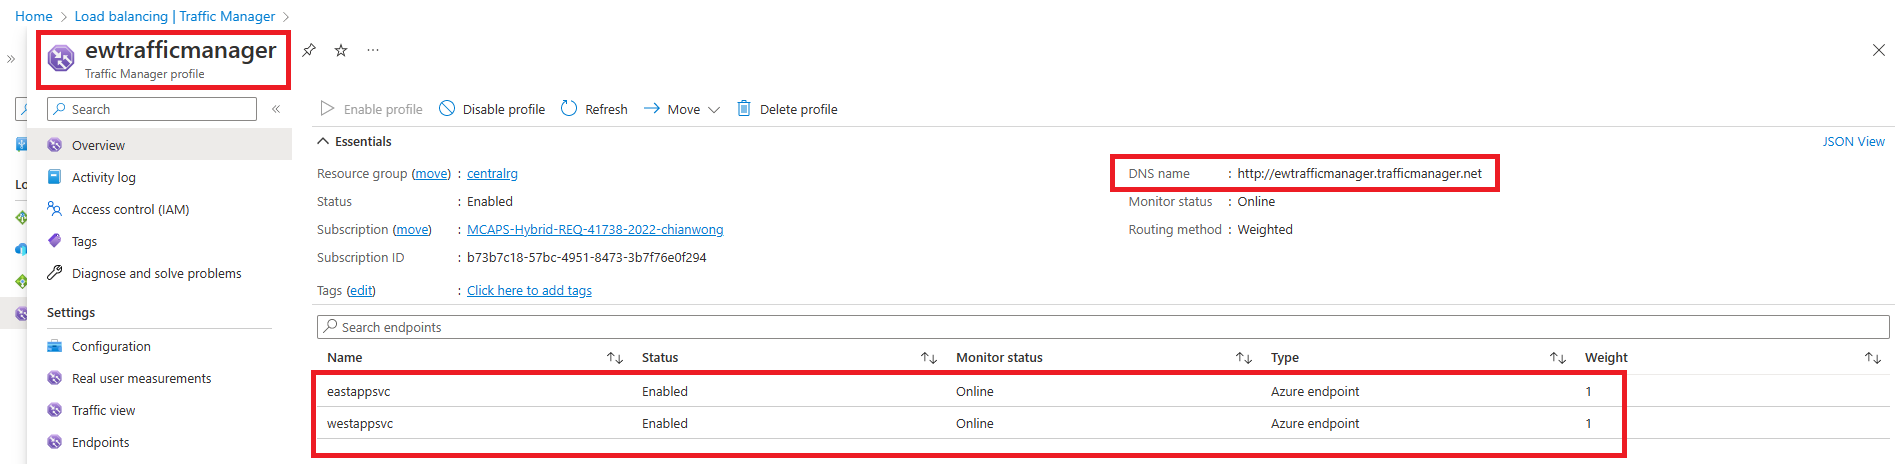 Home > Load balancing | Traffic Manager >
ewtrafficmanager
Traffic Manager profile
Search
Enable profile Disable profile Refresh Move Delete profile
Overview
Activity log
Access control (IAM)
Tags
Diagnose and solve problems
Settings
Configuration
Real user measurements
Traffic view
Endpoints
Essentials
JSON View
Resource group (move) : centralrg
Status : Enabled
Subscription (move) : MCAPS-Hybrid-REQ-41738-2022-chianwong
Subscription ID : b73b7c18-57bc-4951-8473-3b7f76e0f294
Tags (edit) : Click here to add tags
DNS name : http://ewtrafficmanager.trafficmanager.net
Monitor status : Online
Routing method : Weighted
Search endpoints
Name Status Monitor status Type Weight
eastappsvc Enabled Online Azure endpoint 1
westappsvc Enabled Online Azure endpoint 1